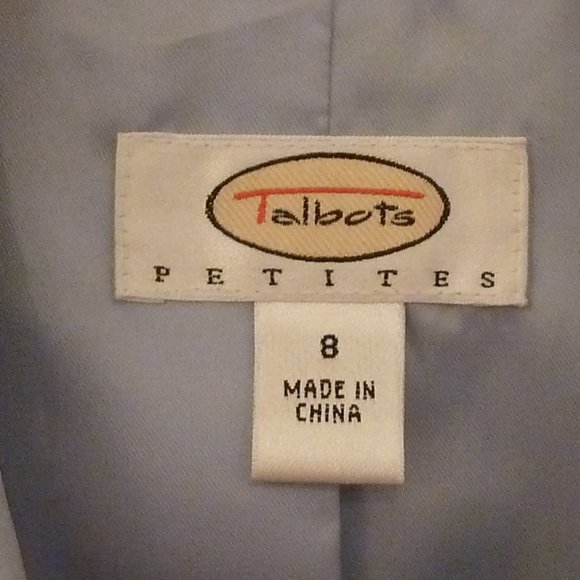 Talbots
PETITES
8
MADE IN
CHINA